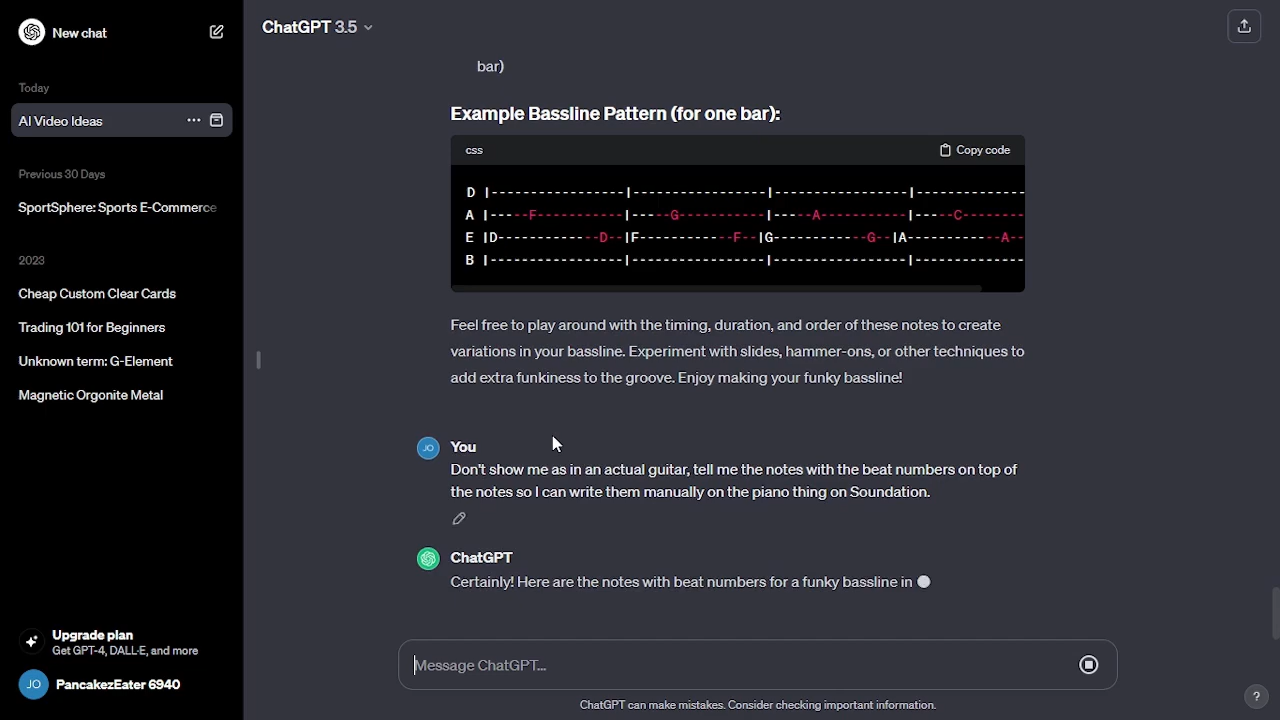 New chat
Today
AI Video Ideas
Previous 30 Days
SportSphere: Sports E-Commerce
2023
Cheap Custom Clear Cards
Trading 101 for Beginners
Unknown term: G-Element
Magnetic Orgonite Metal
Upgrade plan
Get GPT-4, DALL·E, and more
JO PancakezEater 6940
ChatGPT 3.5
bar)
Example Bassline Pattern (for one bar):
css Copy code
D |-----------------|-----------------|-----------------|--------------
A |-----F-----------|-----G-----------|-----A-----------|-----C--------
E |D-----------D--|F-----------F--|G-----------G--|A-----------A--
B |-----------------|-----------------|-----------------|--------------
Feel free to play around with the timing, duration, and order of these notes to create
variations in your bassline. Experiment with slides, hammer-ons, or other techniques to
add extra funkiness to the groove. Enjoy making your funky bassline!
JO You
Don't show me as in an actual guitar, tell me the notes with the beat numbers on top of
the notes so I can write them manually on the piano thing on Soundation.
ChatGPT
Certainly! Here are the notes with beat numbers for a funky bassline in
Message ChatGPT...
ChatGPT can make mistakes. Consider checking important information.
?